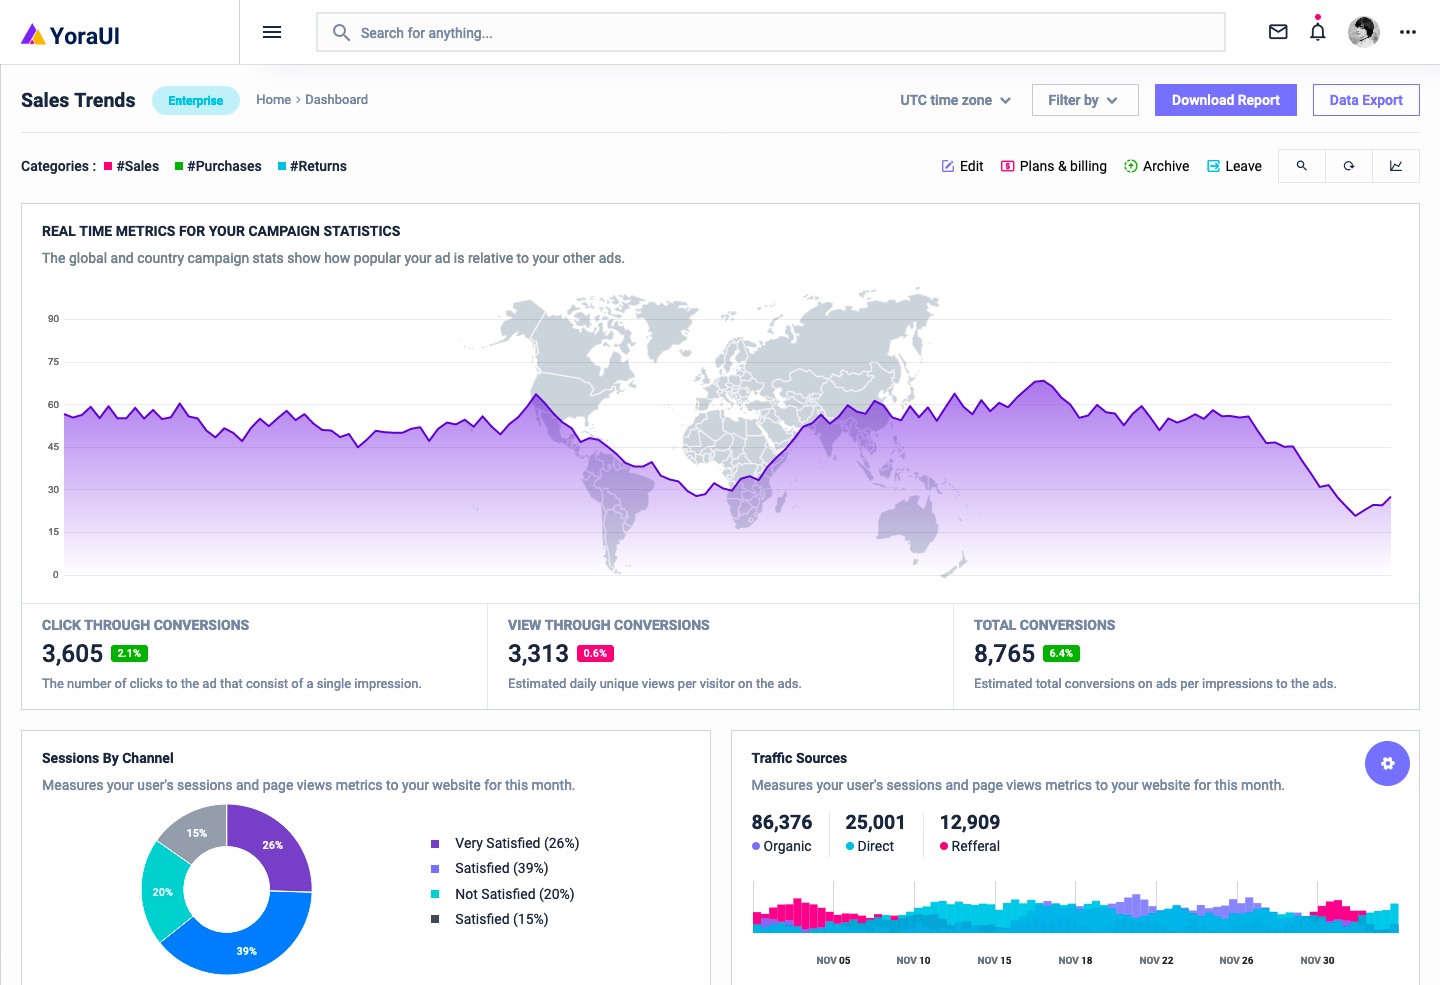 YoraUI
Search for anything...
Sales Trends
Enterprise
Home > Dashboard
UTC time zone
Filter by
Download Report
Data Export
Categories :
#Sales
#Purchases
#Returns
Edit
Plans & billing
Archive
Leave
REAL TIME METRICS FOR YOUR CAMPAIGN STATISTICS
The global and country campaign stats show how popular your ad is relative to your other ads.
90
75
60
45
30
15
0
CLICK THROUGH CONVERSIONS
3,605 2.1%
The number of clicks to the ad that consist of a single impression.
VIEW THROUGH CONVERSIONS
3,313 0.6%
Estimated daily unique views per visitor on the ads.
TOTAL CONVERSIONS
8,765 6.4%
Estimated total conversions on ads per impressions to the ads.
Sessions By Channel
Measures your user's sessions and page views metrics to your website for this month.
15%
26%
20%
39%
Very Satisfied (26%)
Satisfied (39%)
Not Satisfied (20%)
Satisfied (15%)
Traffic Sources
Measures your user's sessions and page views metrics to your website for this month.
86,376
Organic
25,001
Direct
12,909
Refferal
NOV 05
NOV 10
NOV 15
NOV 18
NOV 22
NOV 26
NOV 30